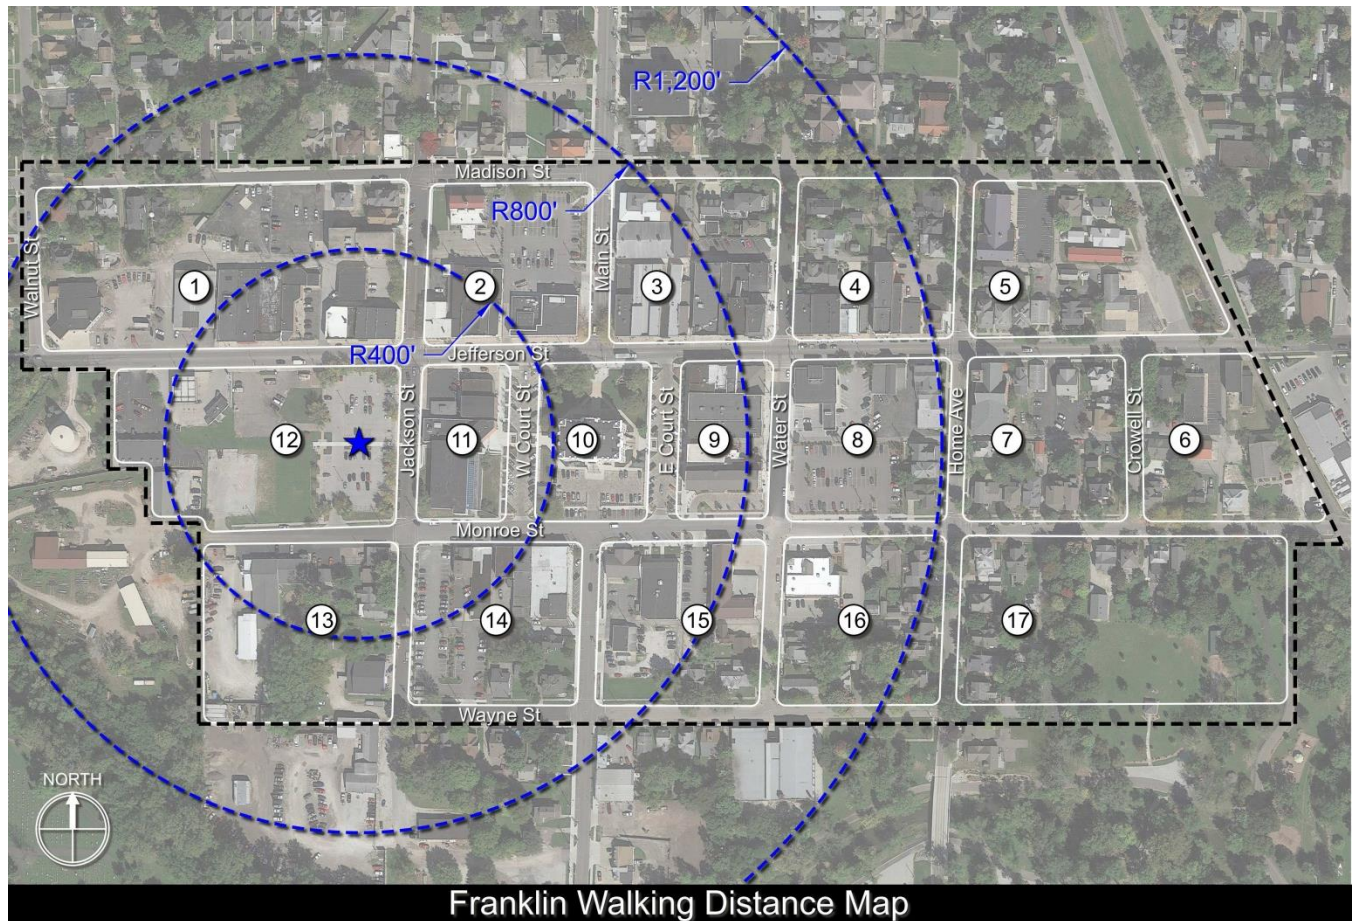 R1,200'
Madison St
R800'
Walnut St
Main St
1
2
3
4
5
R400'
Jefferson St
Jackson St
W Court St
E Court St
Water St
Home Ave
Crowell St
12
11
10
9
8
7
6
Monroe St
13
14
15
16
17
Wayne St
NORTH
Franklin Walking Distance Map